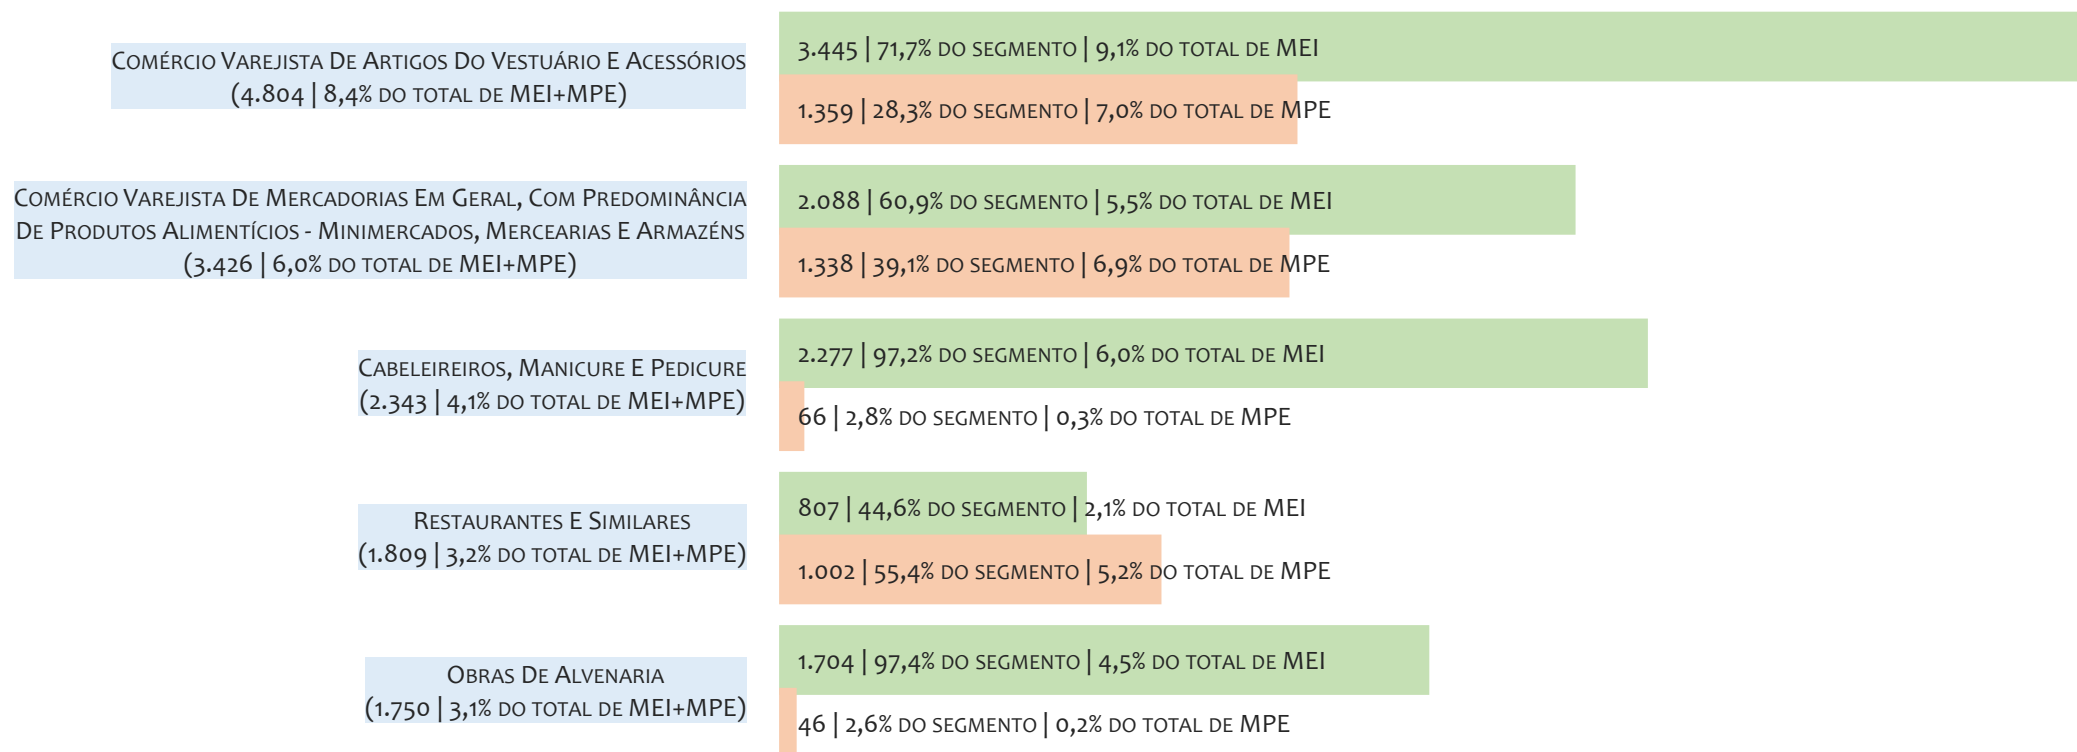 Comércio Varejista De Artigos Do Vestuário E Acessórios
(4.804 | 8,4% do total de MEI+MPE)
3.445 | 71,7% do segmento | 9,1% do total de MEI
1.359 | 28,3% do segmento | 7,0% do total de MPE
Comércio Varejista De Mercadorias Em Geral, Com Predominância
De Produtos Alimentícios - Minimercados, Mercearias E Armazéns
(3.426 | 6,0% do total de MEI+MPE)
2.088 | 60,9% do segmento | 5,5% do total de MEI
1.338 | 39,1% do segmento | 6,9% do total de MPE
Cabeleireiros, Manicure E Pedicure
(2.343 | 4,1% do total de MEI+MPE)
2.277 | 97,2% do segmento | 6,0% do total de MEI
66 | 2,8% do segmento | 0,3% do total de MPE
Restaurantes E Similares
(1.809 | 3,2% do total de MEI+MPE)
807 | 44,6% do segmento | 2,1% do total de MEI
1.002 | 55,4% do segmento | 5,2% do total de MPE
Obras De Alvenaria
(1.750 | 3,1% do total de MEI+MPE)
1.704 | 97,4% do segmento | 4,5% do total de MEI
46 | 2,6% do segmento | 0,2% do total de MPE